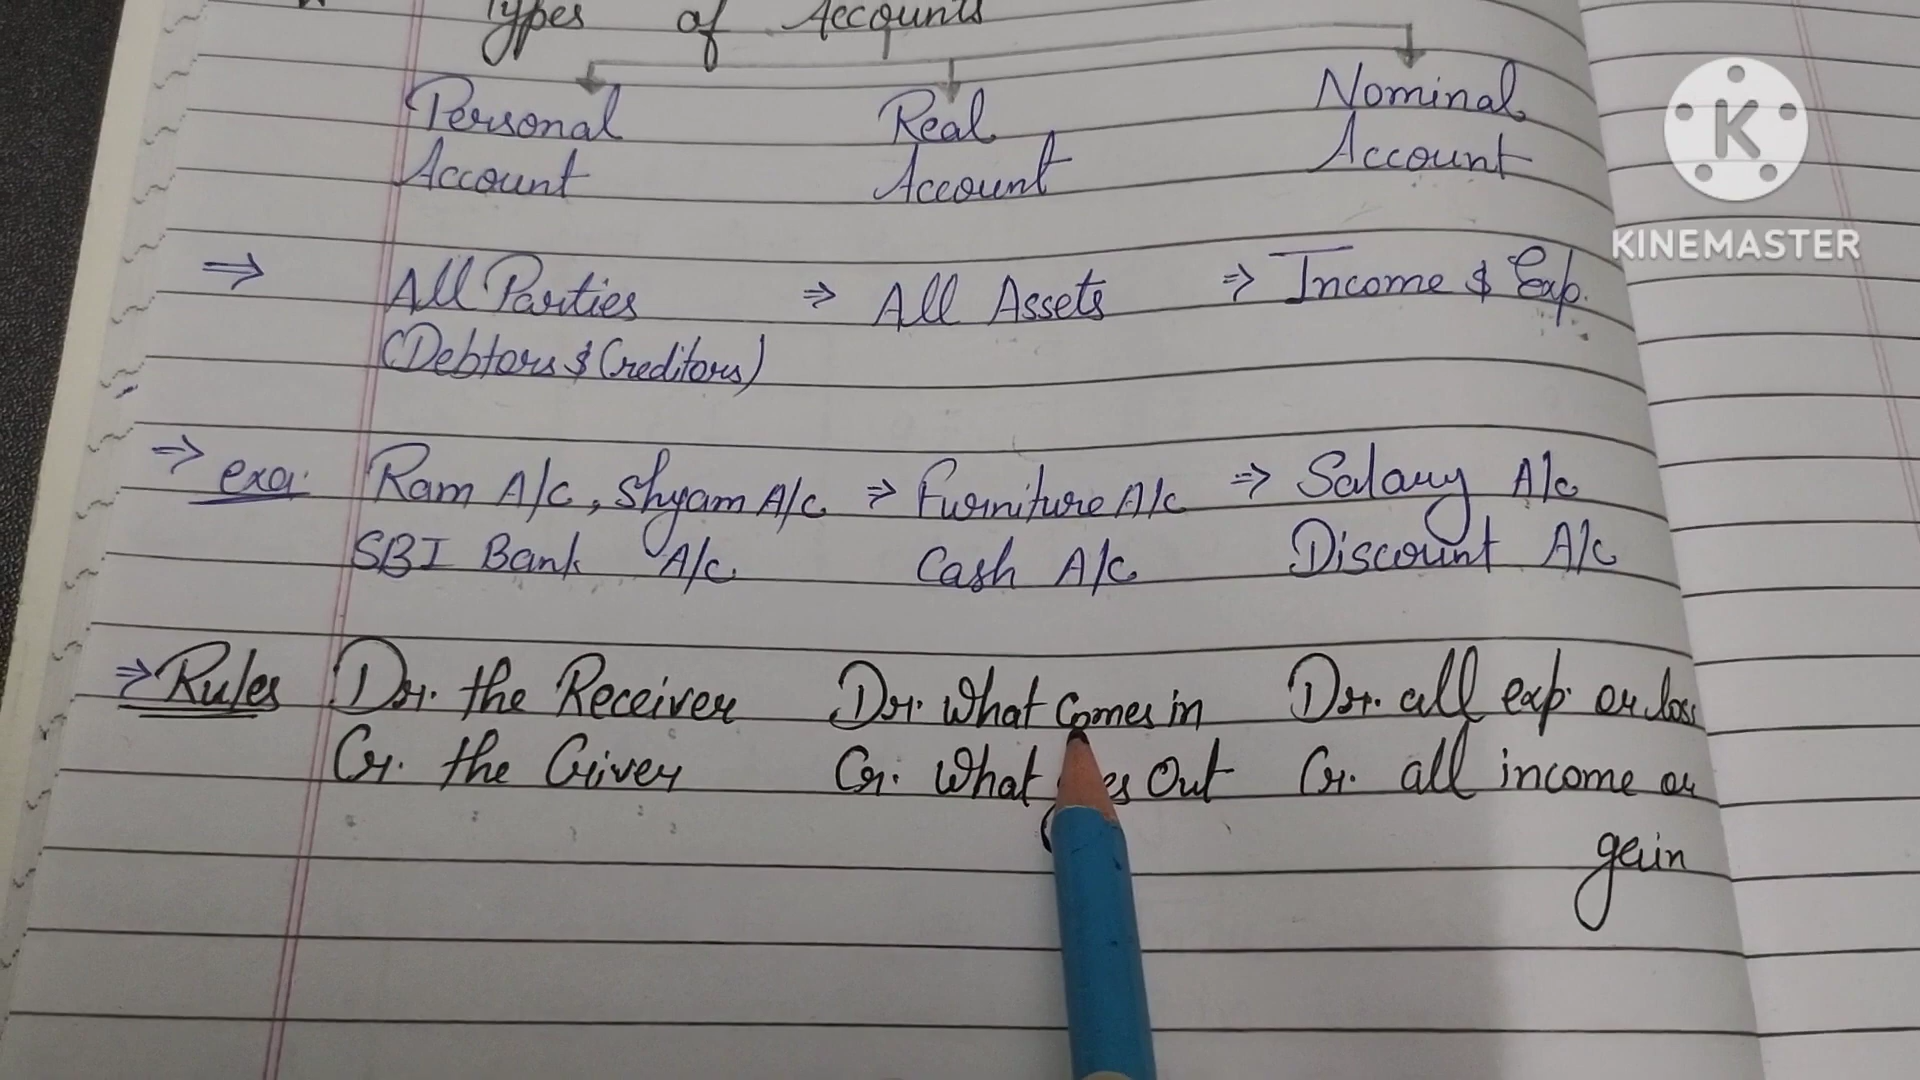 Types of Accounts
Personal Account
Real Account
Nominal Account
⇒ All Parties ⇒ All Assets ⇒ Income & Exp.
(Debtors & Creditors)
⇒ exa. Ram A/c, Shyam A/c ⇒ Furniture A/c ⇒ Salary A/c
SBI Bank A/c Cash A/c Discount A/c
⇒ Rules Dr. the Receiver Dr. What Comes in Dr. all exp. or loss
Cr. the Giver Cr. What Out Cr. all income or
gain
K
KINEMASTER